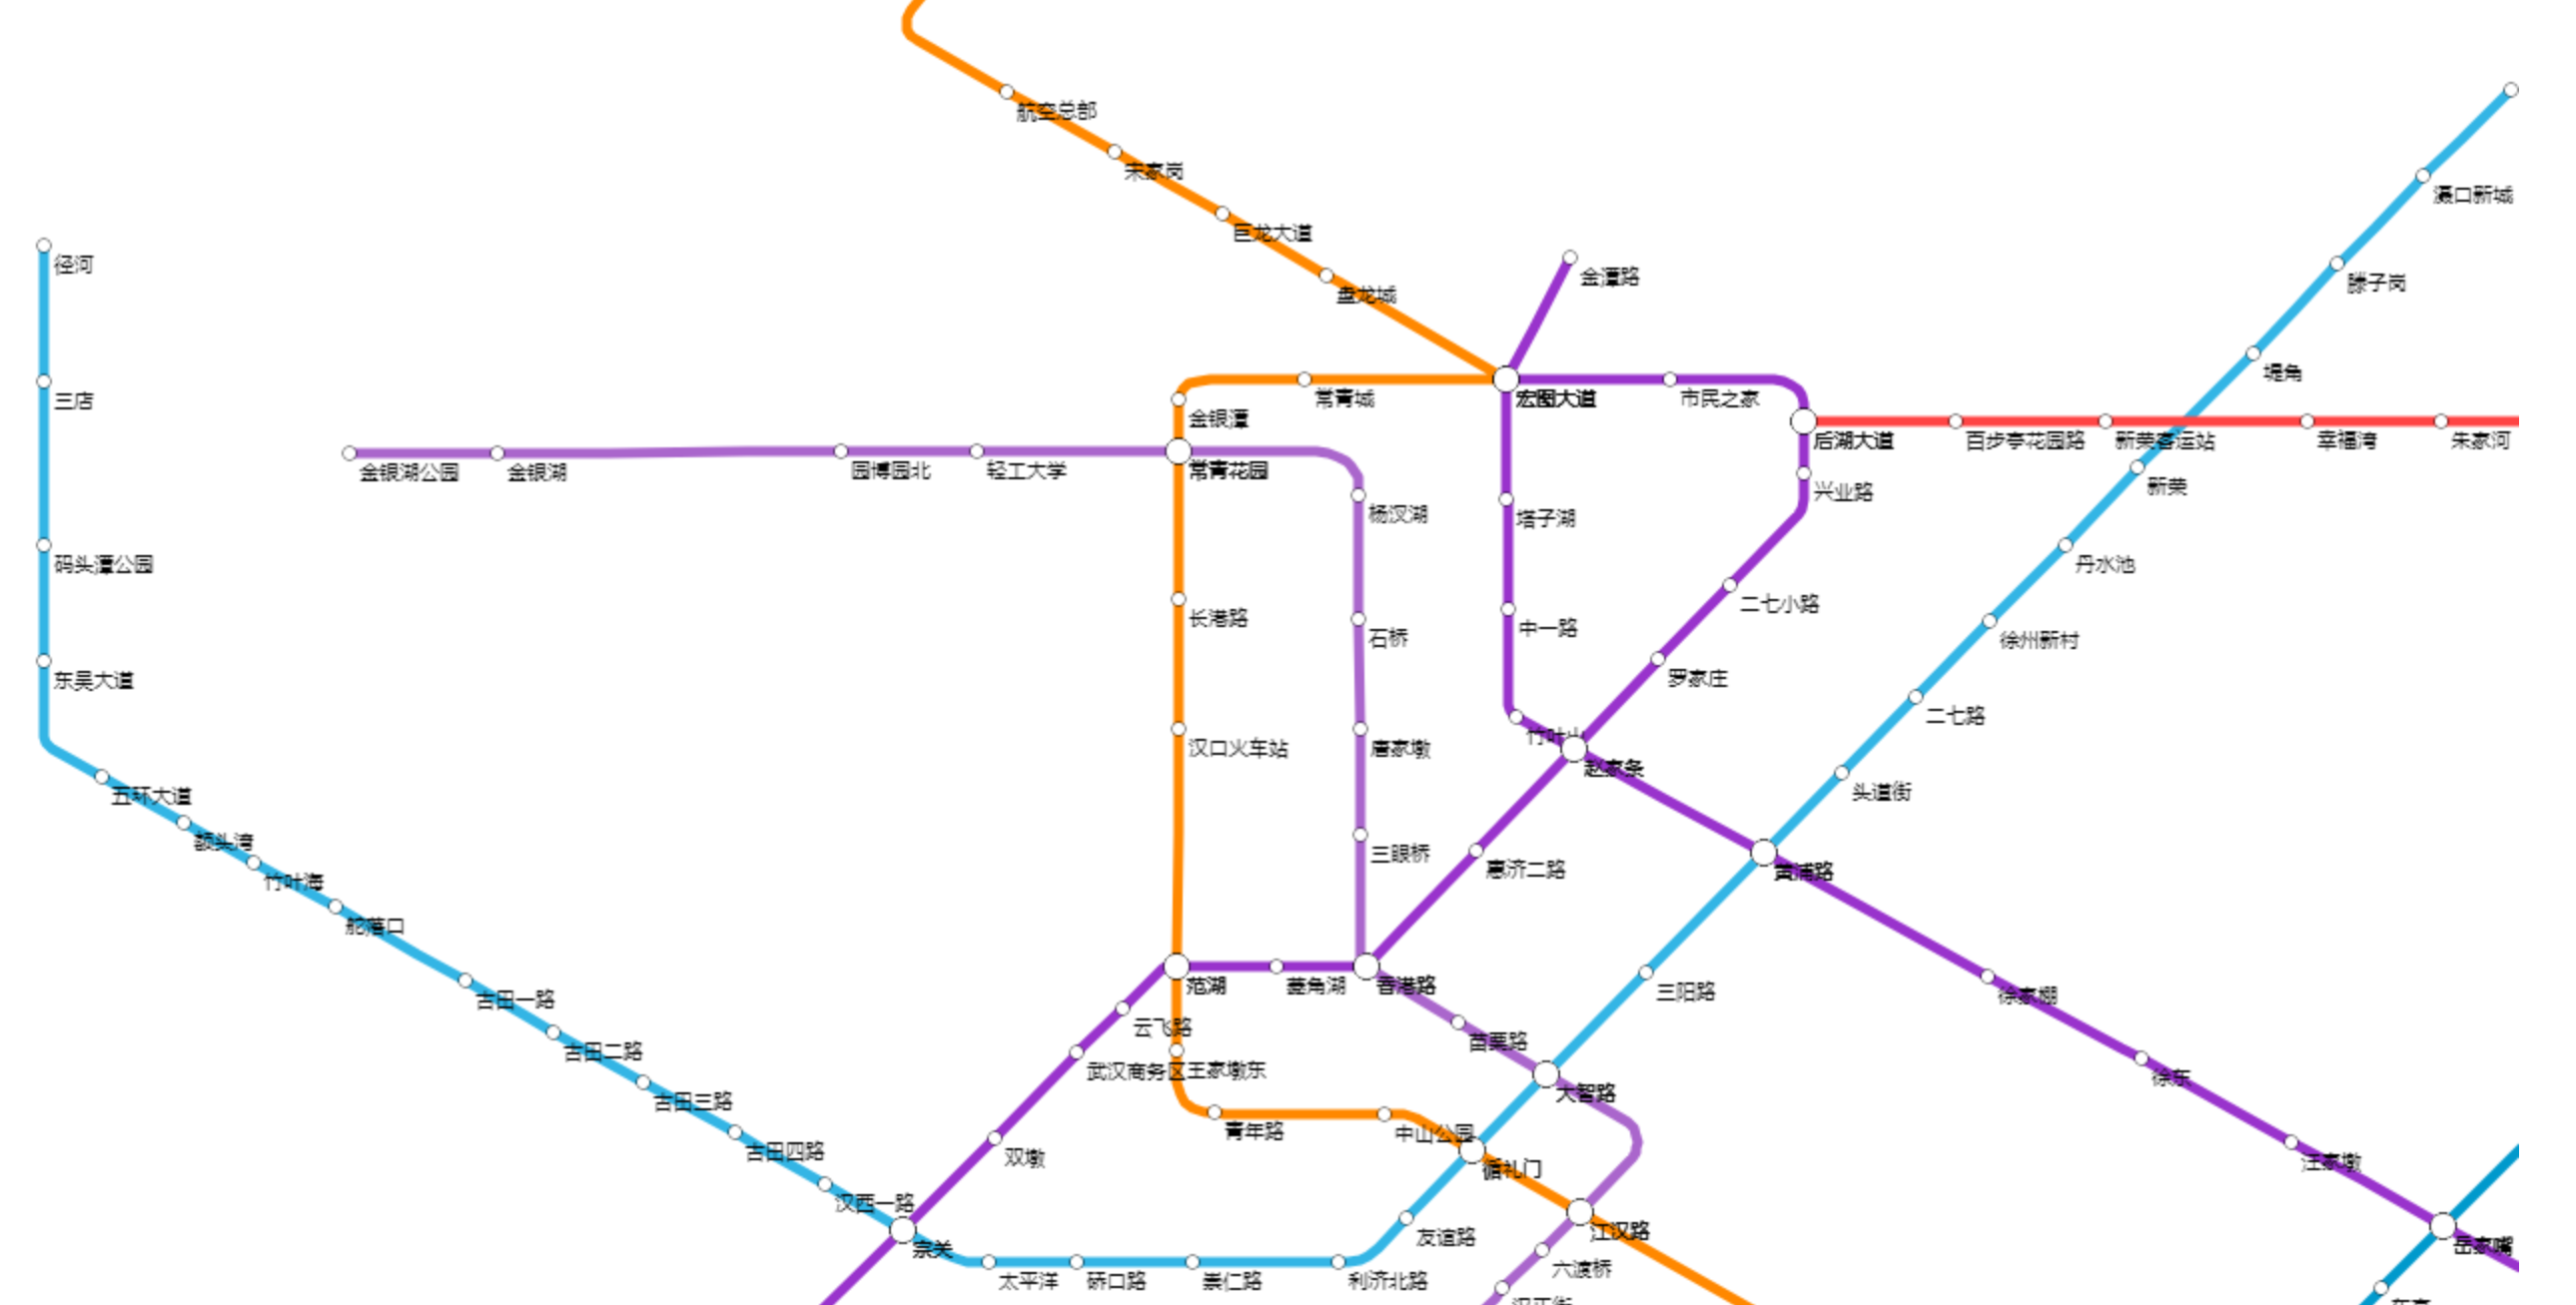 航空总部
宋家岗
巨龙大道
盘龙城
宏图大道
金潭路
市民之家
后湖大道
百步亭花园路
新荣客运站
幸福湾
朱家河
滠口新城
滕子岗
堤角
新荣
丹水池
徐州新村
二七路
头道街
黄浦路
三阳路
大智路
循礼门
友谊路
利济北路
崇仁路
硚口路
太平洋
宗关
汉西一路
古田四路
古田三路
古田二路
古田一路
舵落口
竹叶海
额头湾
五环大道
东吴大道
码头潭公园
三店
径河
金银湖公园
金银湖
园博园北
轻工大学
常青花园
金银潭
常青城
杨汊湖
石桥
唐家墩
三眼桥
香港路
苗栗路
江汉路
六渡桥
汉正街
长港路
汉口火车站
范湖
菱角湖
云飞路
武汉商务区
王家墩东
双墩
青年路
中山公园
塔子湖
中一路
竹叶山
赵家条
惠济二路
罗家庄
二七小路
兴业路
徐家棚
徐东
汪家墩
岳家嘴